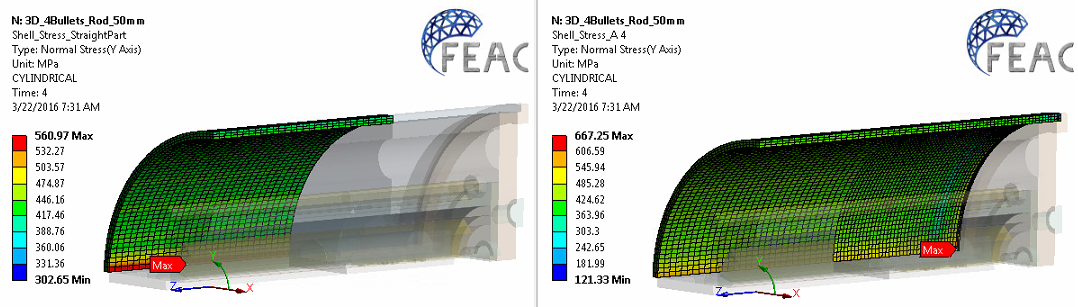 N: 3D_4Bullets_Rod_50mm
Shell_Stress_StraightPart
Type: Normal Stress(Y Axis)
Unit: MPa
CYLINDRICAL
Time: 4
3/22/2016 7:31 AM
FEAC
560.97 Max
532.27
503.57
474.87
446.16
417.46
388.76
360.06
331.36
302.65 Min
Max
Y
Z
X
N: 3D_4Bullets_Rod_50mm
Shell_Stress_A 4
Type: Normal Stress(Y Axis)
Unit: MPa
CYLINDRICAL
Time: 4
3/22/2016 7:31 AM
FEAC
667.25 Max
606.59
545.94
485.28
424.62
363.96
303.3
242.65
181.99
121.33 Min
Max
Y
Z
X